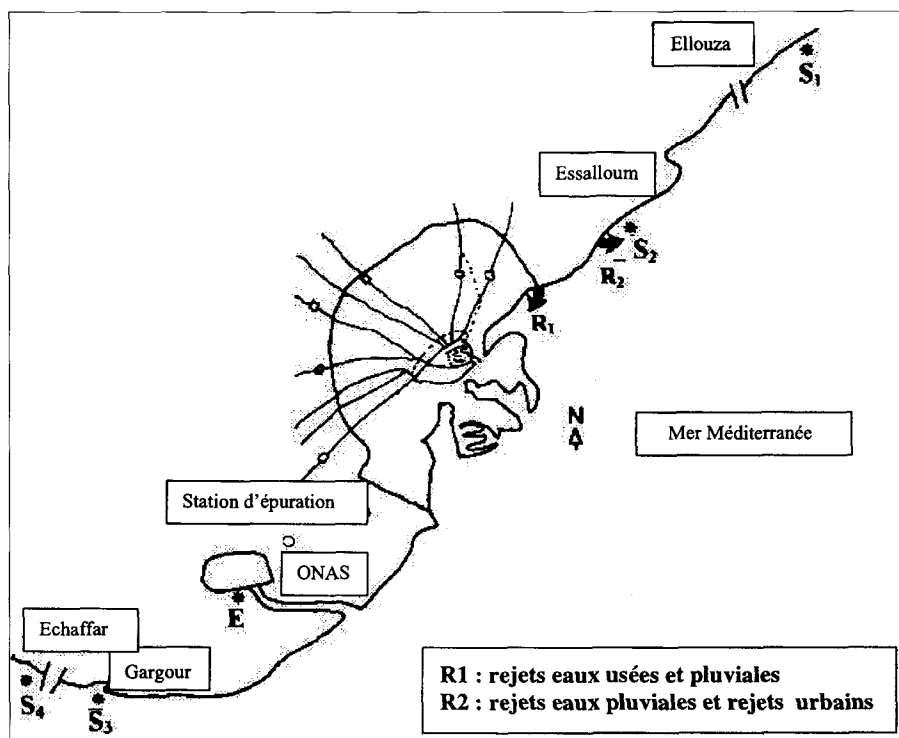 Ellouza
S1
Essalloum
S2
R2
R1
N
Mer Méditerranée
Station d'épuration
ONAS
E
Echaffar
Gargour
S4
S3
R1 : rejets eaux usées et pluviales
R2 : rejets eaux pluviales et rejets urbains